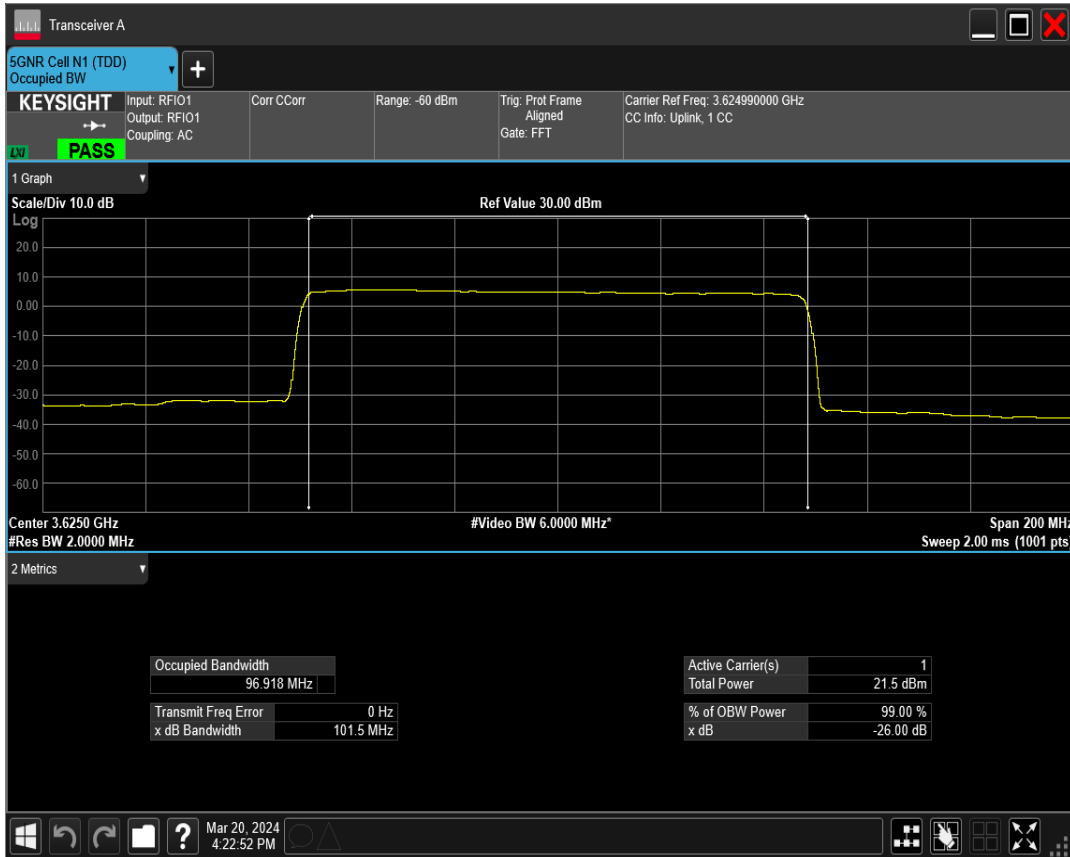 Transceiver A
5GNR Cell N1 (TDD)
Occupied BW
+
KEYSIGHT
LXI
PASS
Input: RFIO1
Output: RFIO1
Coupling: AC
Corr CCorr
Range: -60 dBm
Trig: Prot Frame
Aligned
Gate: FFT
Carrier Ref Freq: 3.624990000 GHz
CC Info: Uplink, 1 CC
1 Graph
Scale/Div 10.0 dB
Ref Value 30.00 dBm
Log
20.0
10.0
0.00
-10.0
-20.0
-30.0
-40.0
-50.0
-60.0
Center 3.6250 GHz
#Video BW 6.0000 MHz*
Span 200 MHz
#Res BW 2.0000 MHz
Sweep 2.00 ms (1001 pts)
2 Metrics
Occupied Bandwidth
96.918 MHz
Transmit Freq Error 0 Hz
x dB Bandwidth 101.5 MHz
Active Carrier(s) 1
Total Power 21.5 dBm
% of OBW Power 99.00 %
x dB -26.00 dB
?
Mar 20, 2024
4:22:52 PM